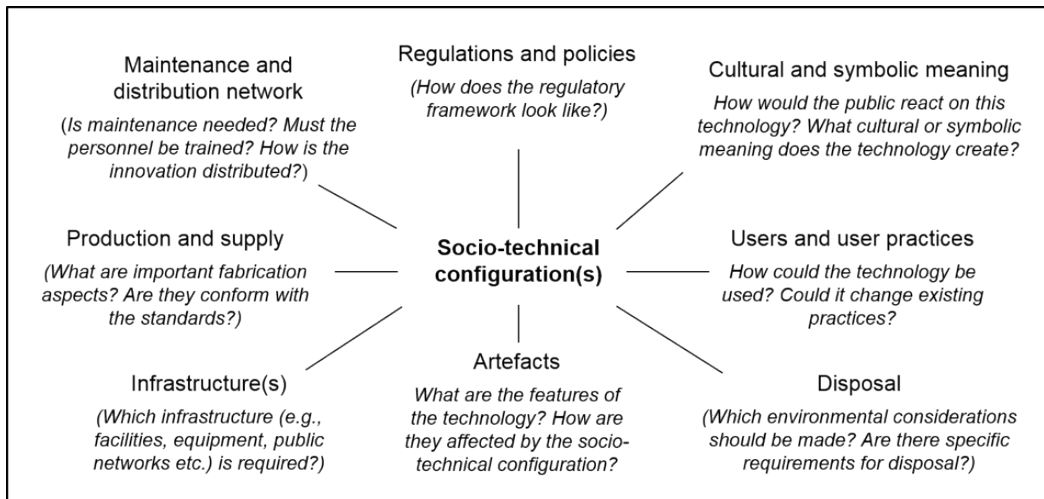 Maintenance and
distribution network
(Is maintenance needed? Must the
personnel be trained? How is the
innovation distributed?)
Regulations and policies
(How does the regulatory
framework look like?)
Cultural and symbolic meaning
How would the public react on this
technology? What cultural or symbolic
meaning does the technology create?
Production and supply
(What are important fabrication
aspects? Are they conform with
the standards?)
Socio-technical
configuration(s)
Users and user practices
How could the technology be
used? Could it change existing
practices?
Infrastructure(s)
(Which infrastructure (e.g.,
facilities, equipment, public
networks etc.) is required?)
Artefacts
What are the features of
the technology? How are
they affected by the socio-
technical configuration?
Disposal
(Which environmental considerations
should be made? Are there specific
requirements for disposal?)